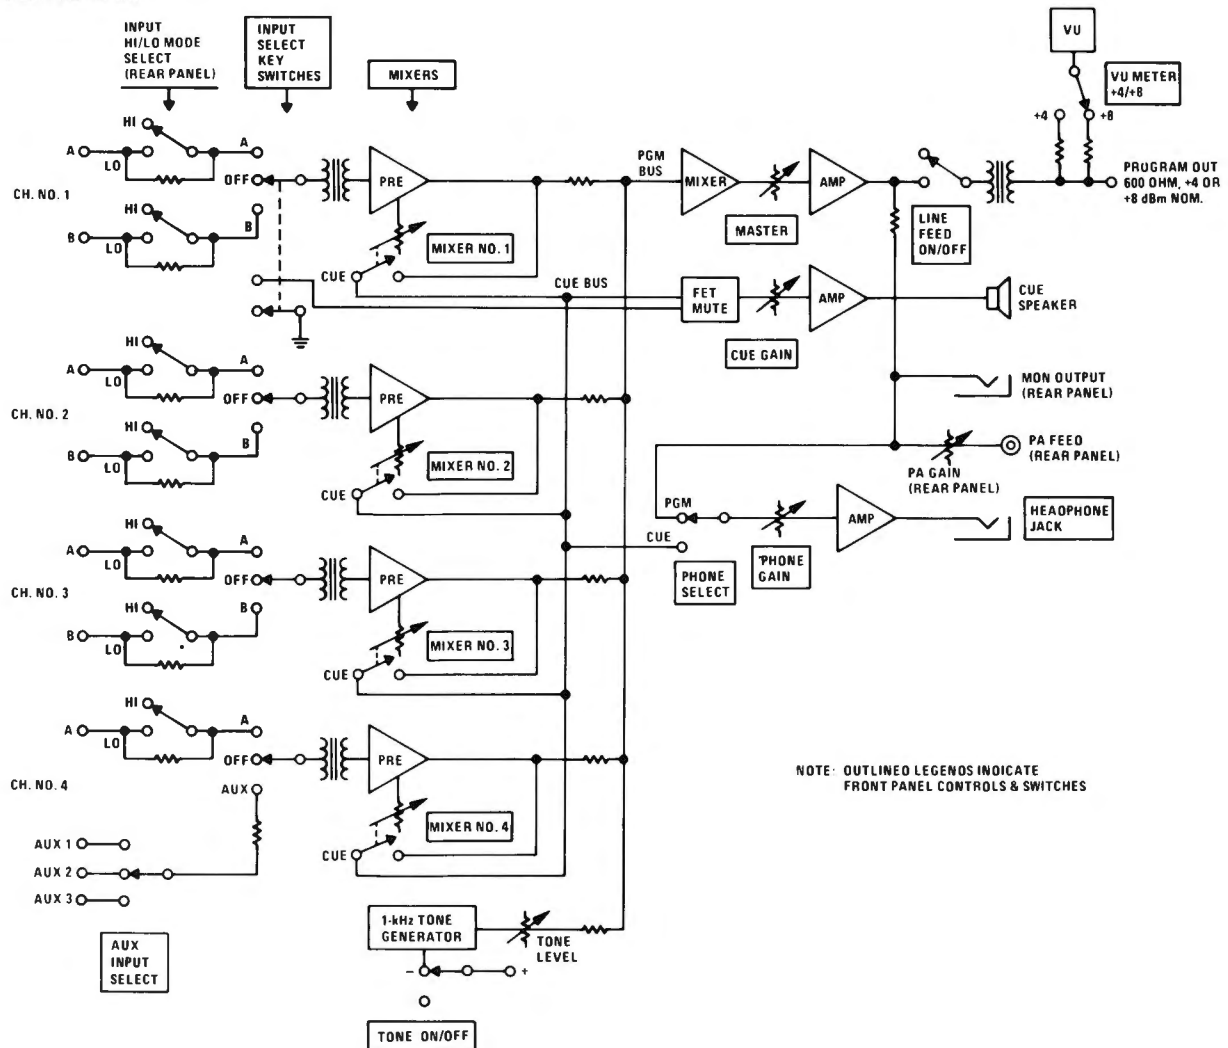 INPUT
HI/LO MODE
SELECT
(REAR PANEL)
INPUT
SELECT
KEY
SWITCHES
MIXERS
VU
VU METER
+4/+8
+4
+8
HI
A
LO
A
OFF
CH. NO. 1
HI
B
LO
B
PRE
MIXER NO. 1
CUE
PGM
BUS
MIXER
MASTER
AMP
LINE
FEED
ON/OFF
PROGRAM OUT
600 OHM, +4 OR
+8 dBm NOM.
CUE BUS
FET
MUTE
CUE GAIN
AMP
CUE
SPEAKER
HI
A
LO
A
OFF
CH. NO. 2
HI
B
LO
B
PRE
MIXER NO. 2
CUE
MON OUTPUT
(REAR PANEL)
PA FEED
(REAR PANEL)
PA GAIN
(REAR PANEL)
PGM
CUE
PHONE
SELECT
PHONE
GAIN
AMP
HEADPHONE
JACK
HI
A
LO
A
OFF
CH. NO. 3
HI
B
LO
B
PRE
MIXER NO. 3
CUE
HI
A
LO
A
OFF
CH. NO. 4
AUX
PRE
MIXER NO. 4
CUE
NOTE: OUTLINED LEGENDS INDICATE
FRONT PANEL CONTROLS & SWITCHES
AUX 1
AUX 2
AUX 3
AUX
INPUT
SELECT
1-kHz TONE
GENERATOR
TONE
LEVEL
–
+
TONE ON/OFF